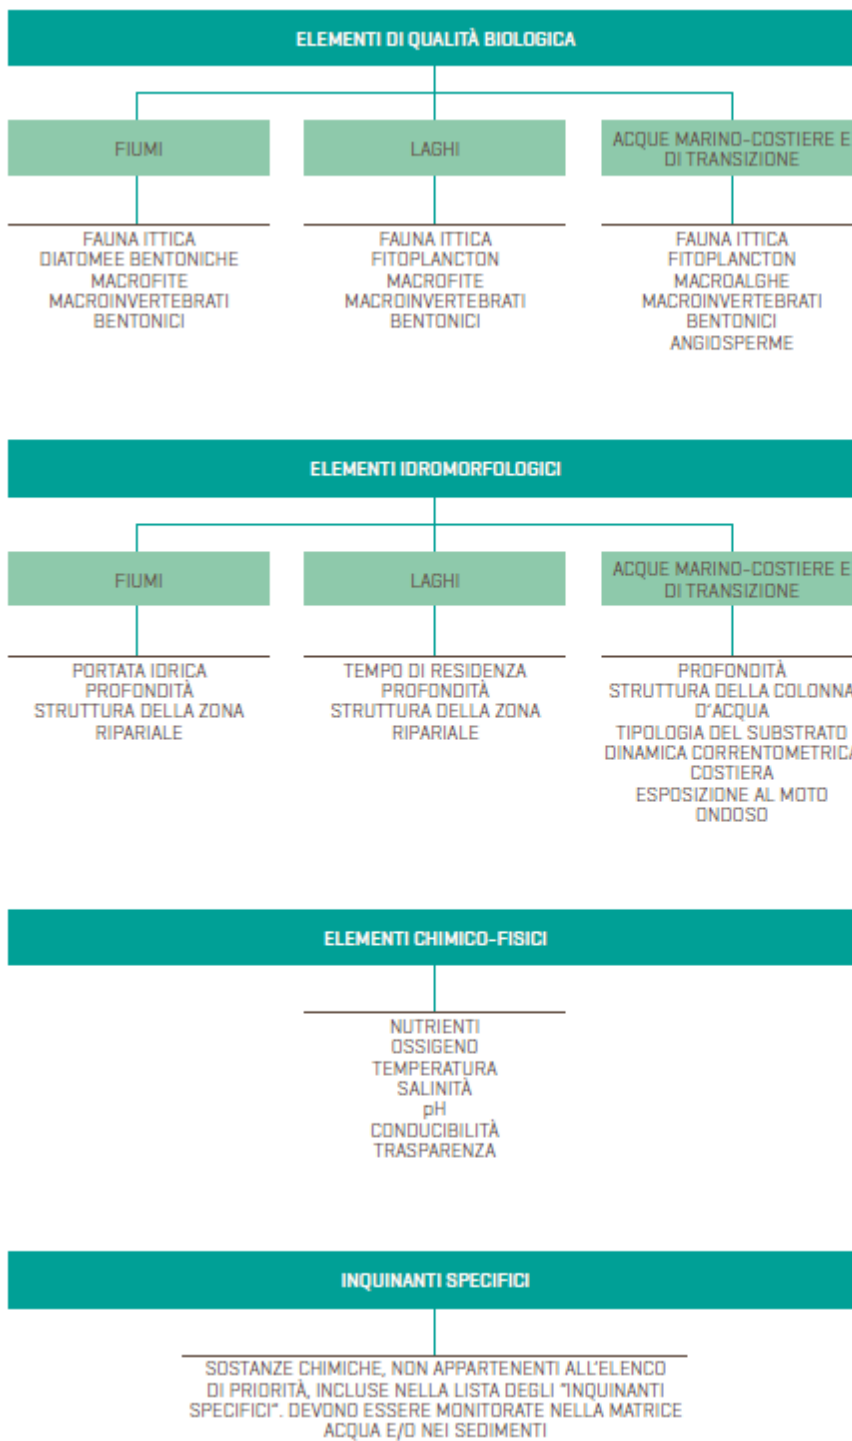 ELEMENTI DI QUALITÀ BIOLOGICA
FIUMI
FAUNA ITTICA
DIATOMEE BENTONICHE
MACROFITE
MACROINVERTEBRATI
BENTONICI
LAGHI
FAUNA ITTICA
FITOPLANCTON
MACROFITE
MACROINVERTEBRATI
BENTONICI
ACQUE MARINO-COSTIERE E
DI TRANSIZIONE
FAUNA ITTICA
FITOPLANCTON
MACROALGHE
MACROINVERTEBRATI
BENTONICI
ANGIOSPERME
ELEMENTI IDROMORFOLOGICI
FIUMI
PORTATA IDRICA
PROFONDITÀ
STRUTTURA DELLA ZONA
RIPARIALE
LAGHI
TEMPO DI RESIDENZA
PROFONDITÀ
STRUTTURA DELLA ZONA
RIPARIALE
ACQUE MARINO-COSTIERE E
DI TRANSIZIONE
PROFONDITÀ
STRUTTURA DELLA COLONNA
D'ACQUA
TIPOLOGIA DEL SUBSTRATO
DINAMICA CORRENTOMETRICA
COSTIERA
ESPOSIZIONE AL MOTO
ONDOSO
ELEMENTI CHIMICO-FISICI
NUTRIENTI
OSSIGENO
TEMPERATURA
SALINITÀ
pH
CONDUCIBILITÀ
TRASPARENZA
INQUINANTI SPECIFICI
SOSTANZE CHIMICHE, NON APPARTENENTI ALL'ELENCO
DI PRIORITÀ, INCLUSE NELLA LISTA DEGLI "INQUINANTI
SPECIFICI". DEVONO ESSERE MONITORATE NELLA MATRICE
ACQUA E/O NEI SEDIMENTI